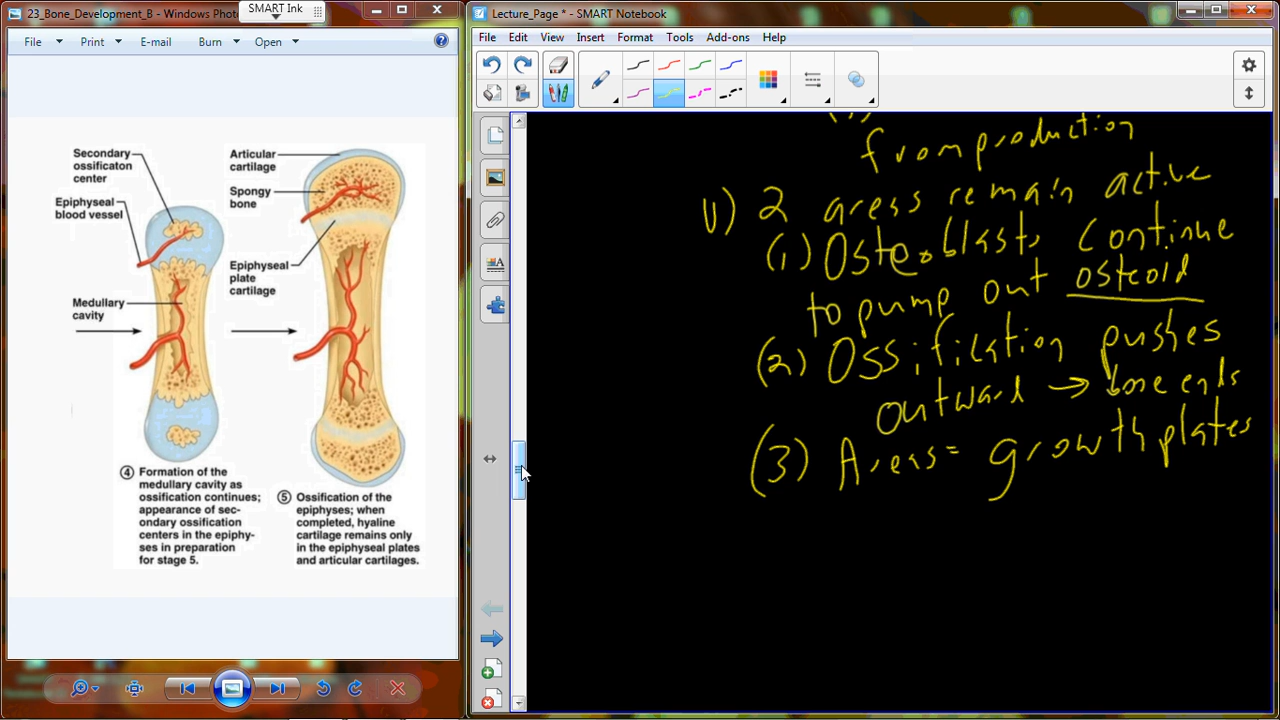 23_Bone_Development_B - Windows Phot
SMART Ink
File Print E-mail Burn Open
Secondary
ossificaton
center
Epiphyseal
blood vessel
Medullary
cavity
Articular
cartilage
Spongy
bone
Epiphyseal
plate
cartilage
④ Formation of the
medullary cavity as
ossification continues;
appearance of sec-
ondary ossification
centers in the epiphy-
ses in preparation
for stage 5.
⑤ Ossification of the
epiphyses; when
completed, hyaline
cartilage remains only
in the epiphyseal plates
and articular cartilages.
Lecture_Page * - SMART Notebook
File Edit View Insert Format Tools Add-ons Help
from production
V) 2 areas remain active
(1) Osteoblasts continue
to pump out osteoid
(2) Ossification pushes
outward → bone ends
(3) Areas = growth plates